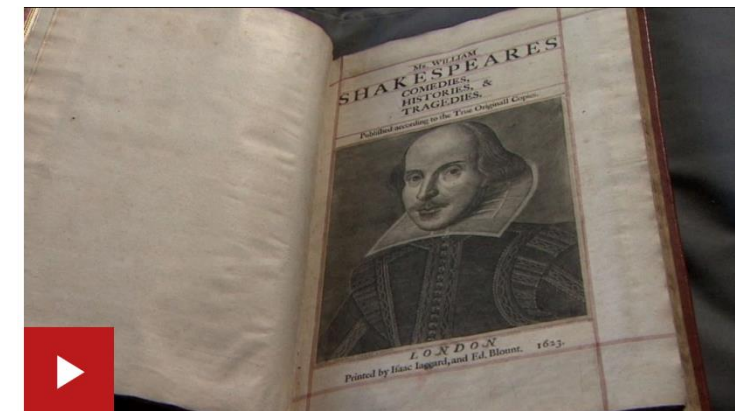 Mr. WILLIAM
SHAKESPEARES
COMEDIES,
HISTORIES, &
TRAGEDIES.
Published according to the True Originall Copies.
LONDON
Printed by Isaac Iaggard, and Ed. Blount. 1623.